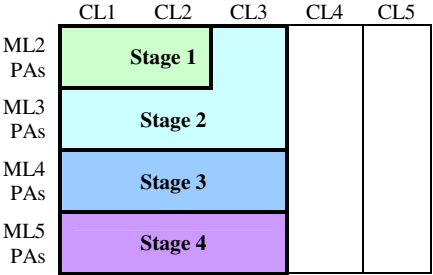 CL1 CL2 CL3 CL4 CL5
ML2
PAs
Stage 1
ML3
PAs
Stage 2
ML4
PAs
Stage 3
ML5
PAs
Stage 4